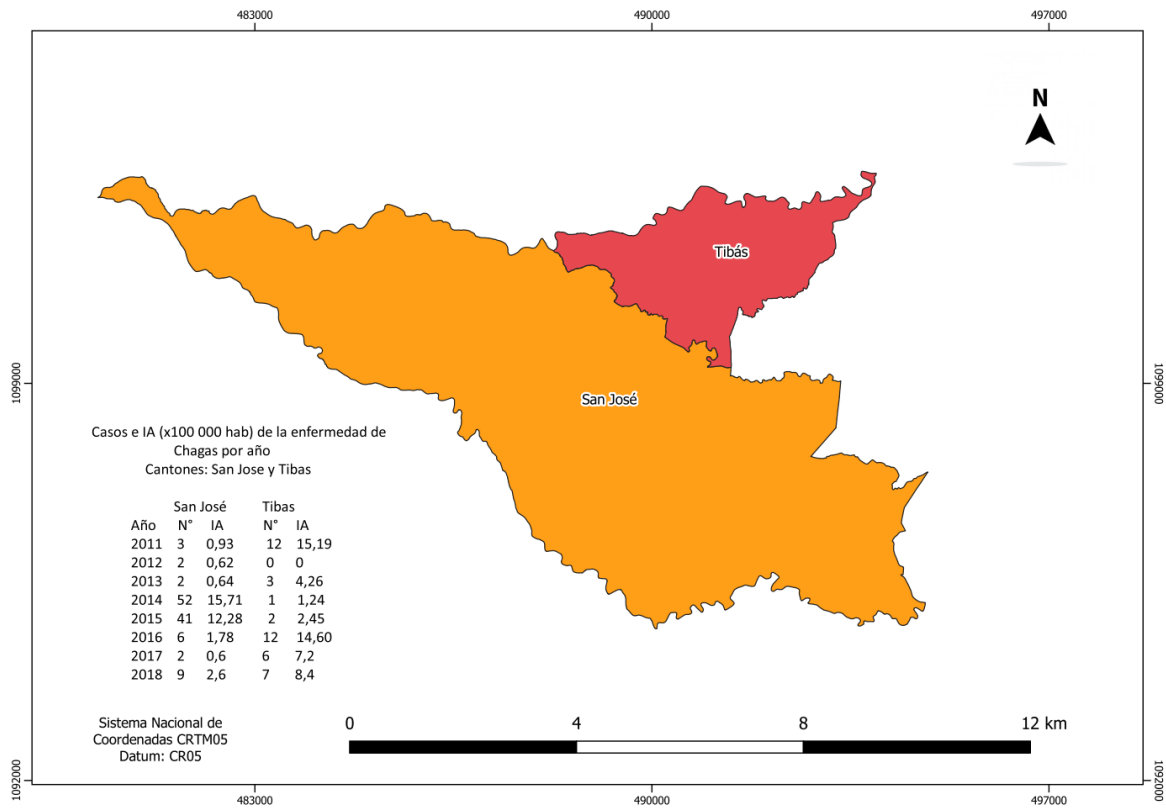 483000 490000 497000
N
Tibás
1099000 1099000
San José
Casos e IA (x100 000 hab) de la enfermedad de
Chagas por año
Cantones: San Jose y Tibas
San José Tibas
Año N° IA N° IA
2011 3 0,93 12 15,19
2012 2 0,62 0 0
2013 2 0,64 3 4,26
2014 52 15,71 1 1,24
2015 41 12,28 2 2,45
2016 6 1,78 12 14,60
2017 2 0,6 6 7,2
2018 9 2,6 7 8,4
Sistema Nacional de
Coordenadas CRTM05
Datum: CR05
0 4 8 12 km
1092000 1092000
483000 490000 497000